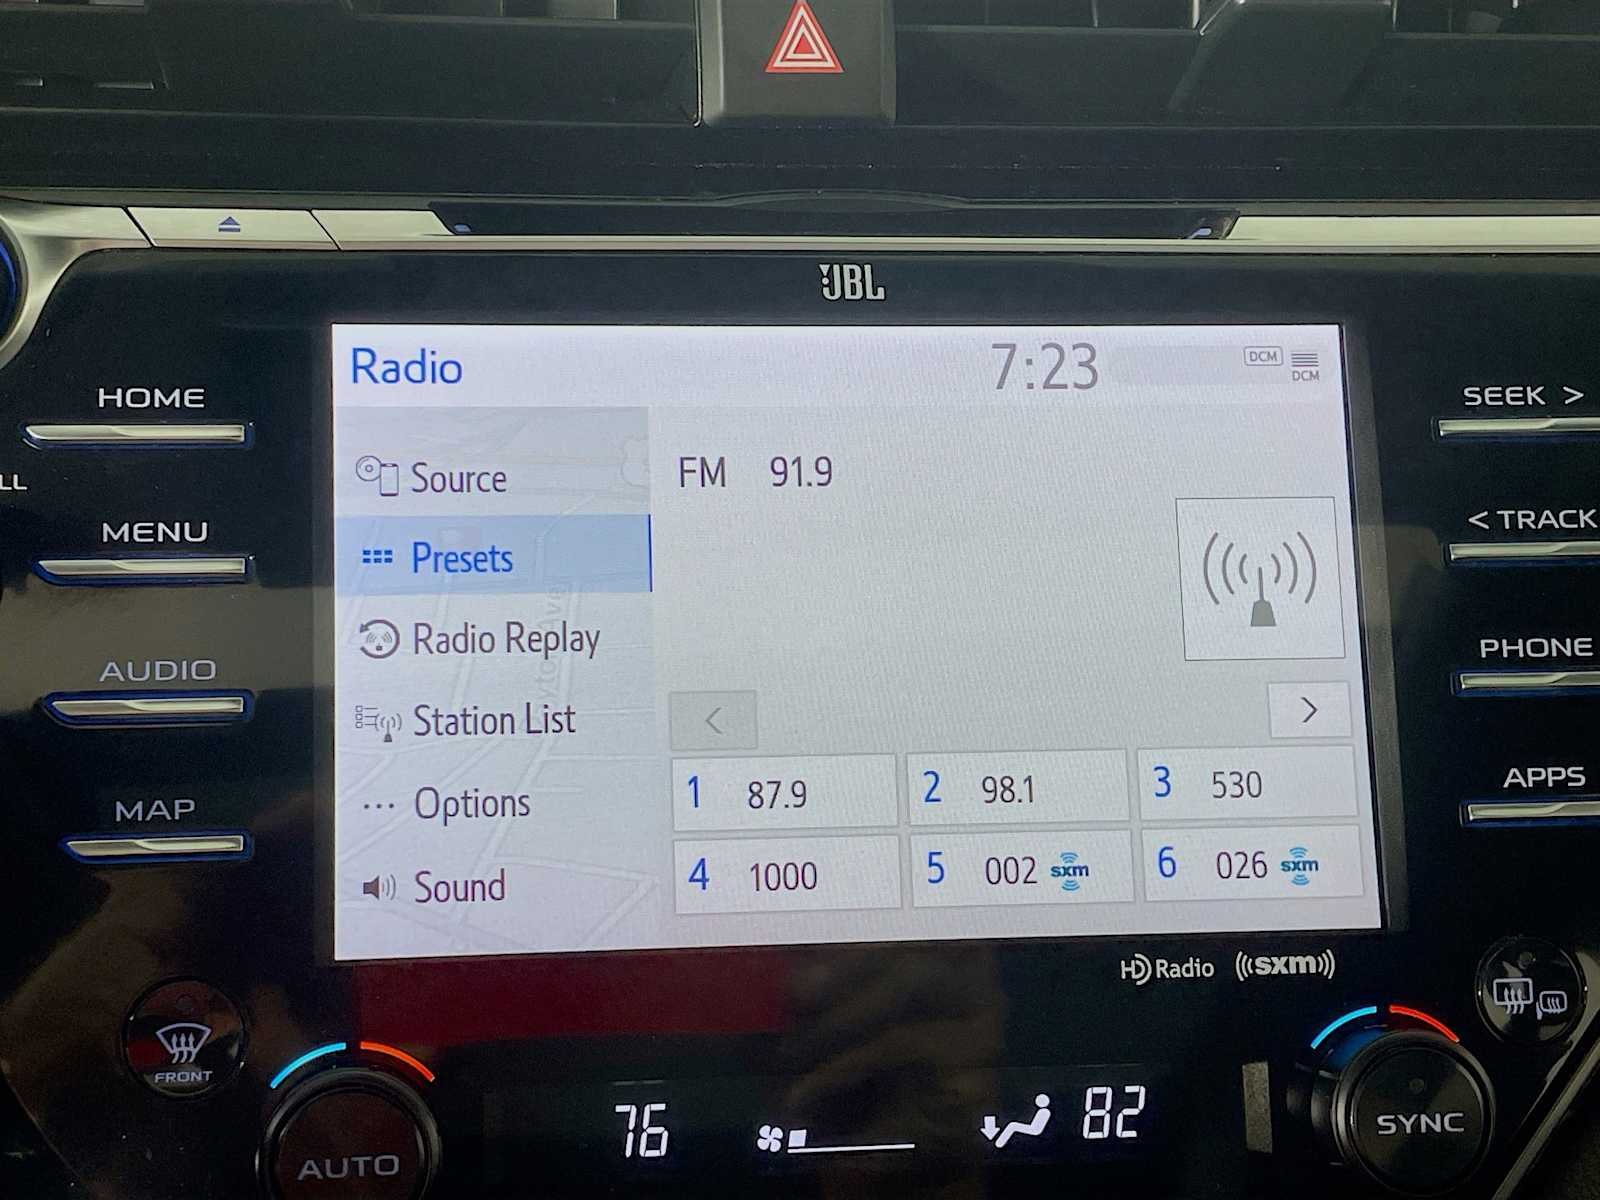 JBL
Radio
7:23
DCM
DCM
HOME
SEEK >
Source
FM 91.9
LL
MENU
Presets
< TRACK
Radio Replay
AUDIO
PHONE
Station List
< >
MAP
Options
1 87.9
2 98.1
3 530
APPS
Sound
4 1000
5 002 sxm
6 026 sxm
HD Radio ((sxm))
FRONT
76
82
AUTO
SYNC